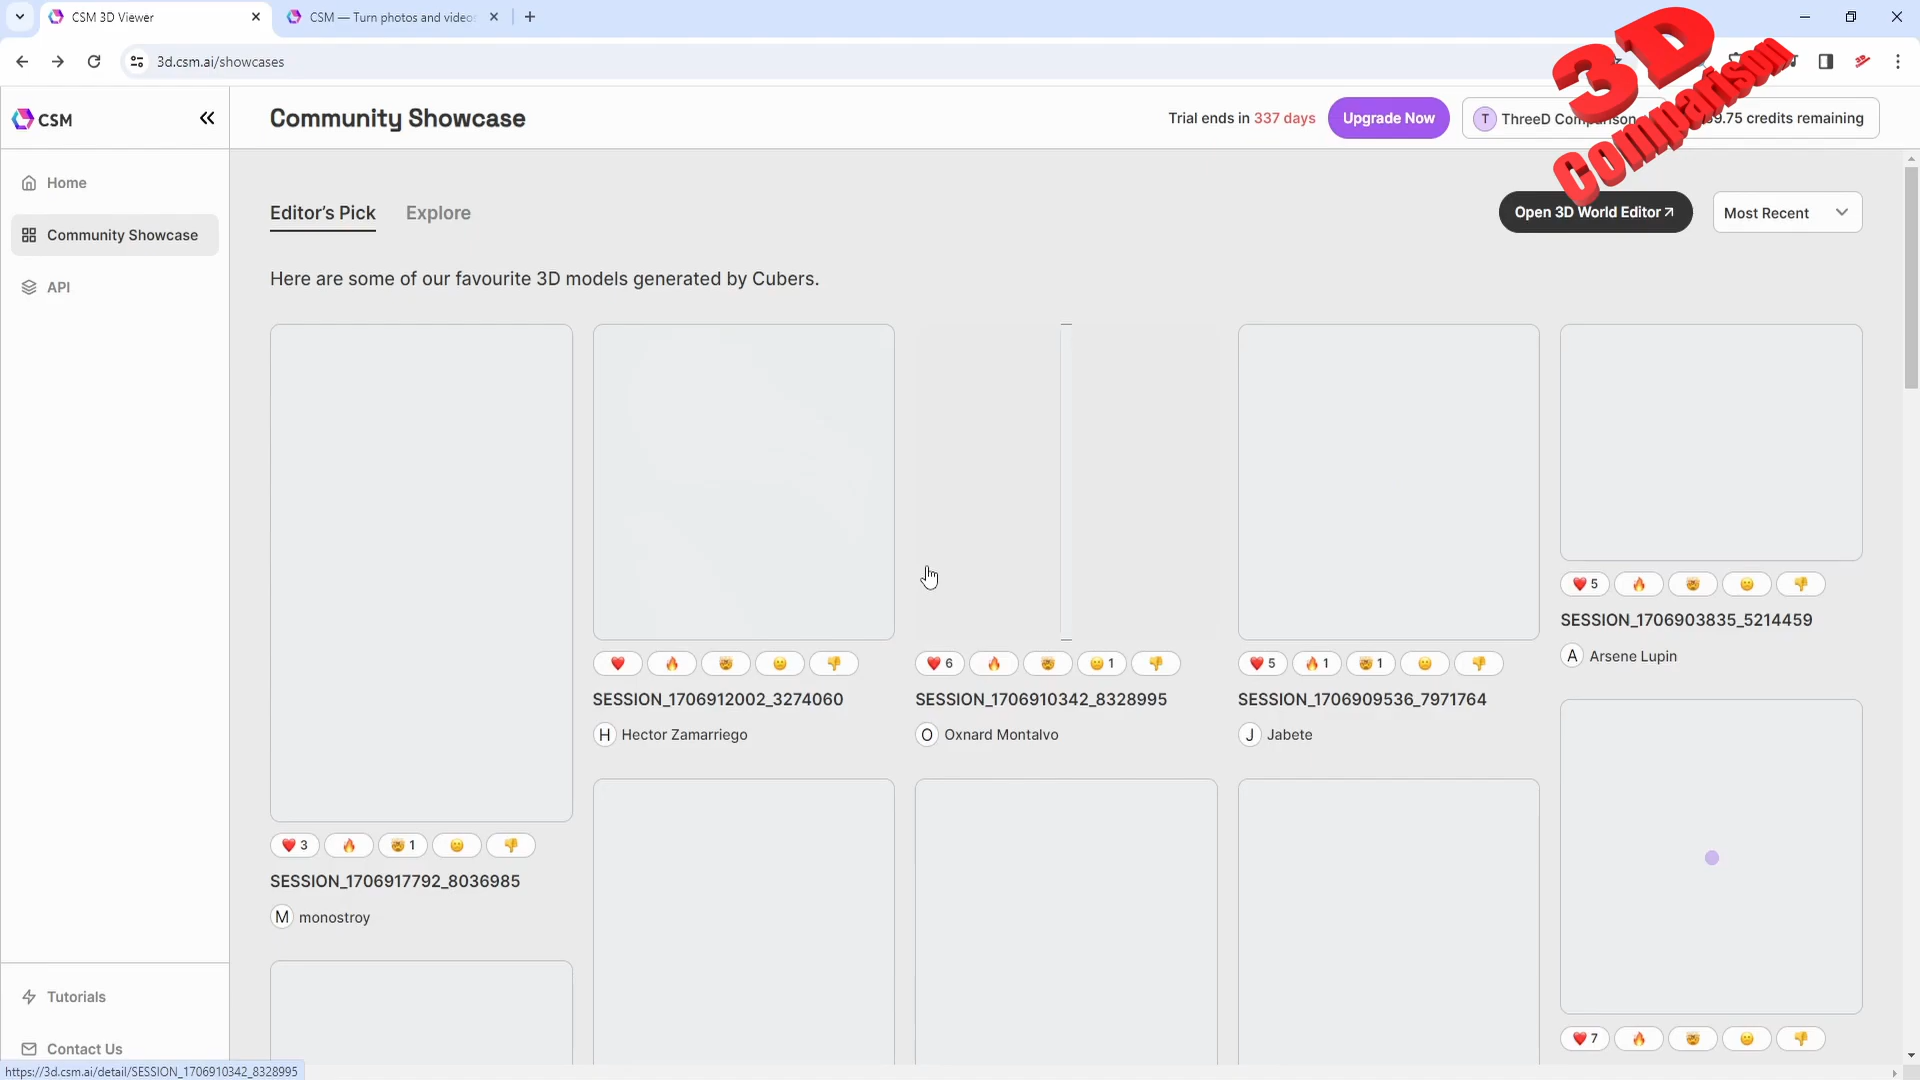 CSM 3D Viewer
CSM — Turn photos and video
3d.csm.ai/showcases
3D
Comparison
CSM
Community Showcase
Trial ends in 337 days
Upgrade Now
T ThreeD Comparison
9.75 credits remaining
Home
Community Showcase
API
Editor's Pick
Explore
Open 3D World Editor
Most Recent
Here are some of our favourite 3D models generated by Cubers.
5
SESSION_1706903835_5214459
A Arsene Lupin
6
1
5
1
1
SESSION_1706912002_3274060
SESSION_1706910342_8328995
SESSION_1706909536_7971764
H Hector Zamarriego
O Oxnard Montalvo
J Jabete
3
1
SESSION_1706917792_8036985
M monostroy
7
Tutorials
Contact Us
https://3d.csm.ai/detail/SESSION_1706910342_8328995